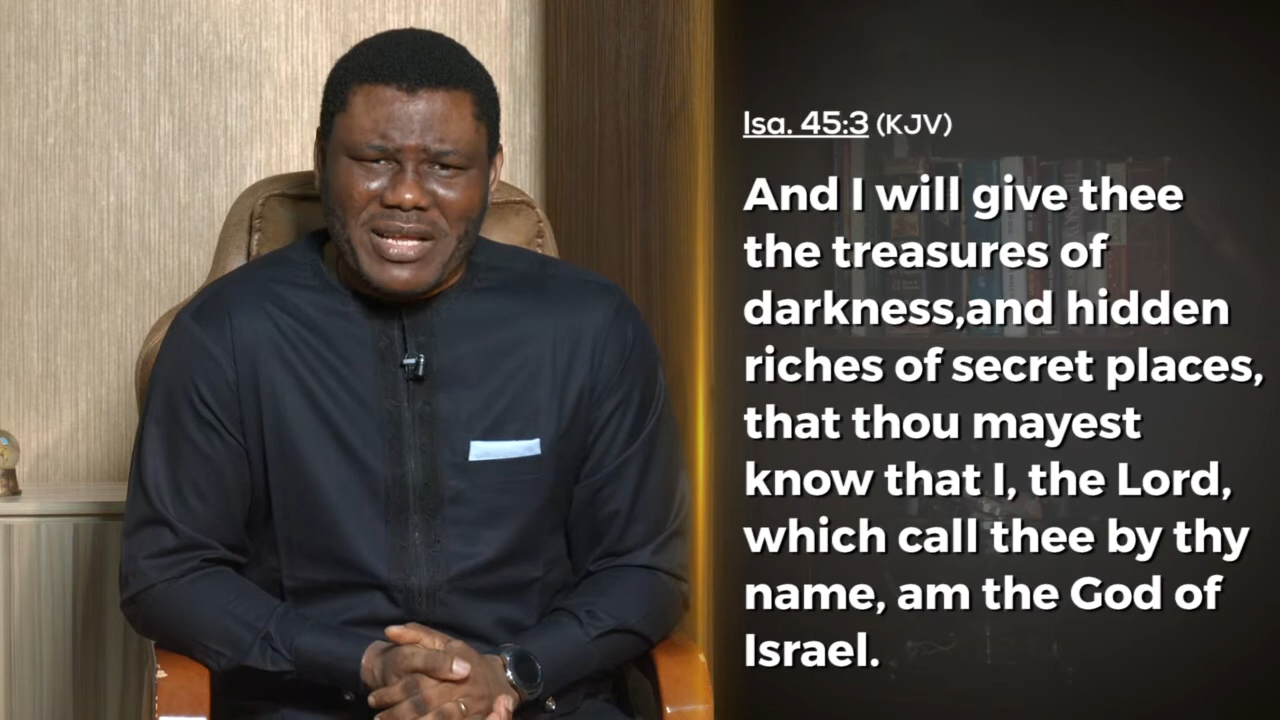 Isa. 45:3 (KJV)
And I will give thee
the treasures of
darkness,and hidden
riches of secret places,
that thou mayest
know that I, the Lord,
which call thee by thy
name, am the God of
Israel.